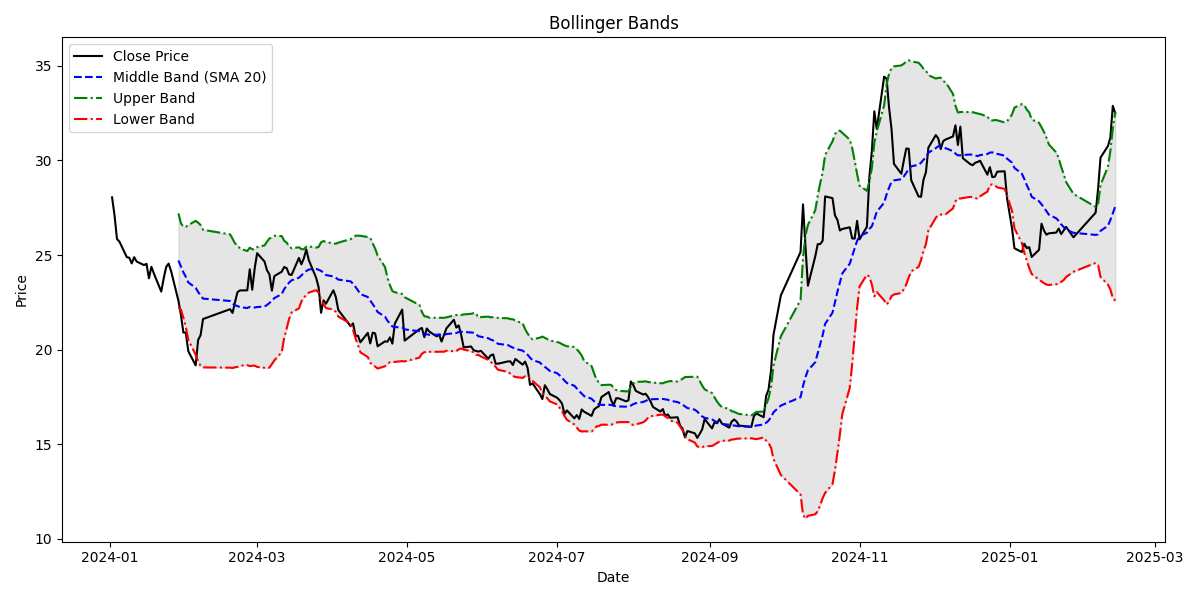 Bollinger Bands
Close Price
Middle Band (SMA 20)
Upper Band
Lower Band
Price
35
30
25
20
15
10
2024-01
2024-03
2024-05
2024-07
2024-09
2024-11
2025-01
2025-03
Date